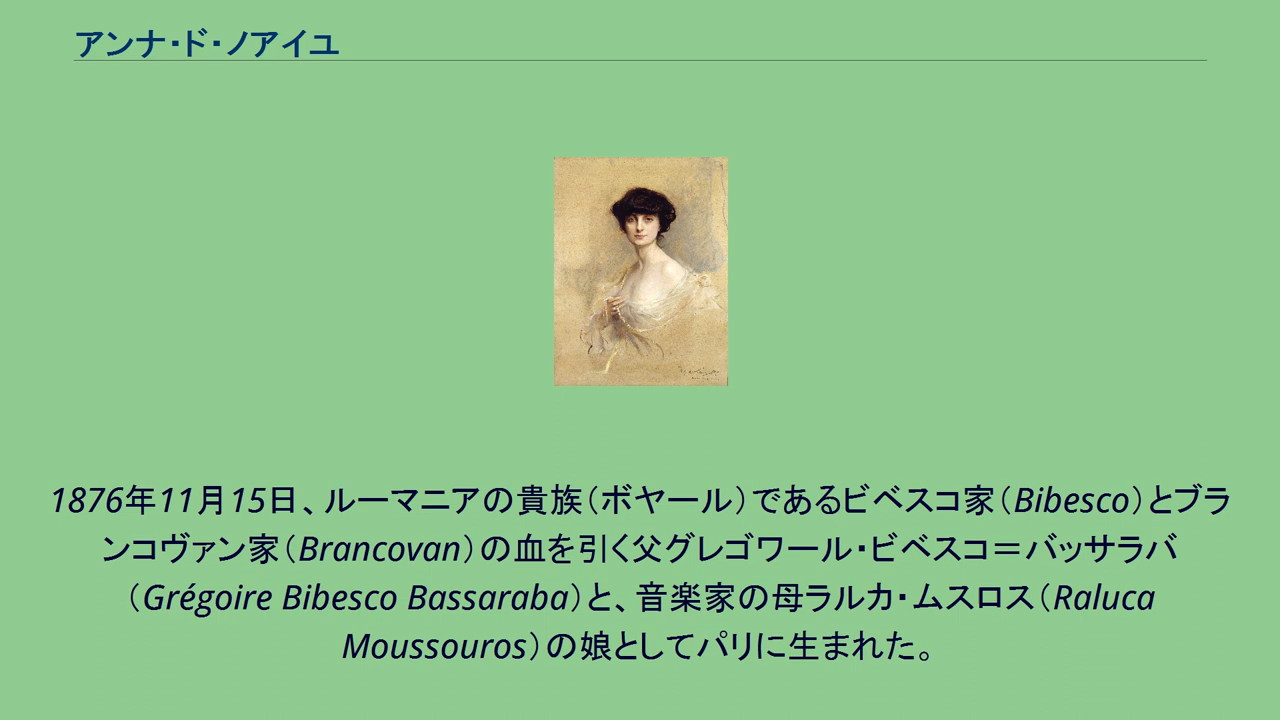 アンナ・ド・ノアイユ
1876年11月15日、ルーマニアの貴族（ボヤール）であるビベスコ家（Bibesco）とブラ
ンコヴァン家（Brancovan）の血を引く父グレゴワール・ビベスコ＝バッサラバ
（Grégoire Bibesco Bassaraba）と、音楽家の母ラルカ・ムスロス（Raluca
Moussouros）の娘としてパリに生まれた。